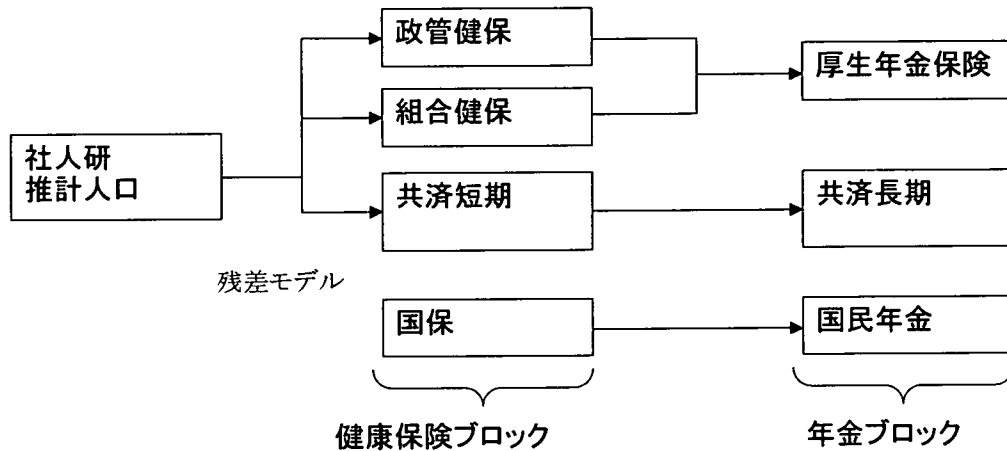 政管健保
組合健保
厚生年金保険
社人研
推計人口
共済短期
共済長期
残差モデル
国保
国民年金
健康保険ブロック
年金ブロック